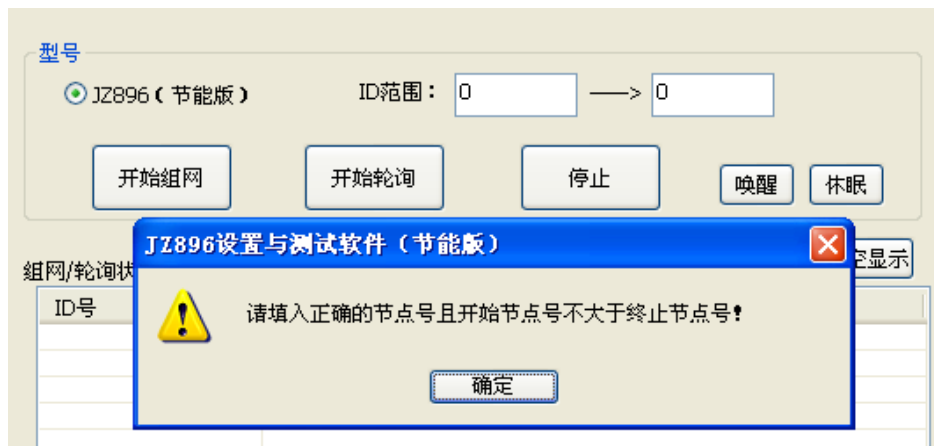 型号
JZ896（节能版） ID范围： 0 ——> 0
开始组网 开始轮询 停止 唤醒 休眠
JZ896设置与测试软件（节能版）
组网/轮询状 空显示
ID号
请填入正确的节点号且开始节点号不大于终止节点号！
确定